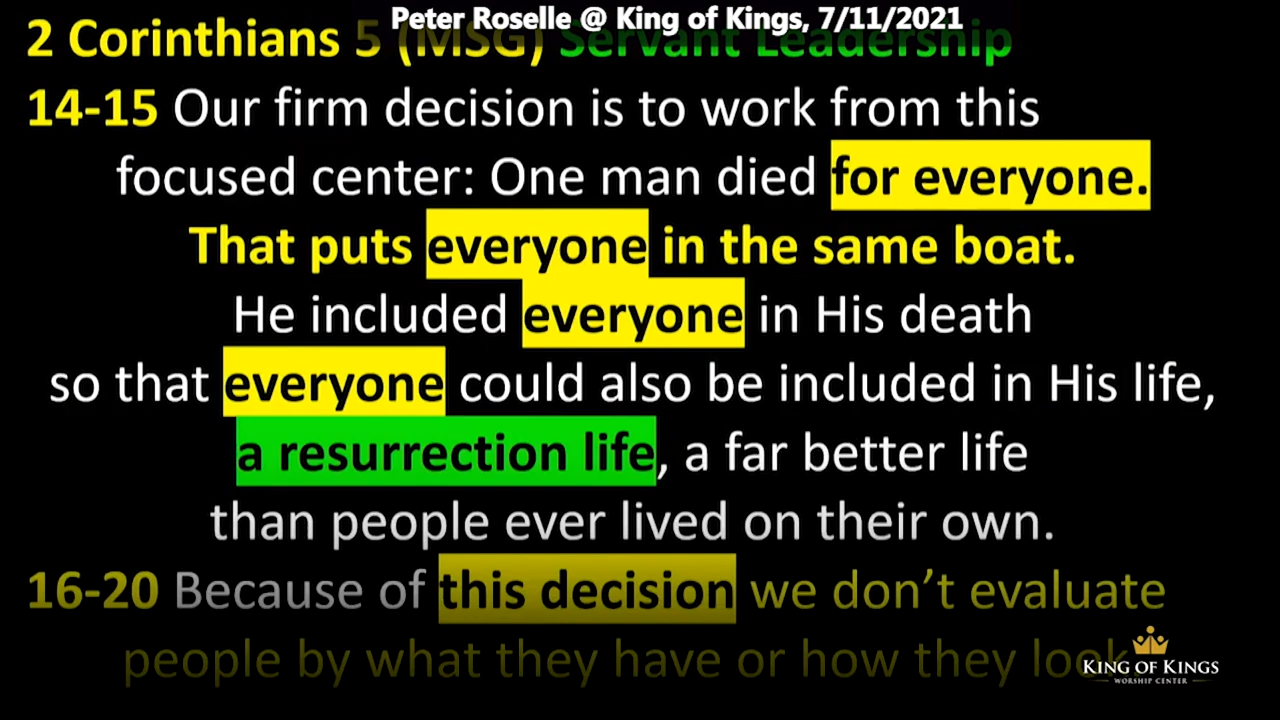 Peter Roselle @ King of Kings, 7/11/2021
2 Corinthians 5 (MSG) Servant Leadership
14-15 Our firm decision is to work from this
focused center: One man died for everyone.
That puts everyone in the same boat.
He included everyone in His death
so that everyone could also be included in His life,
a resurrection life, a far better life
than people ever lived on their own.
16-20 Because of this decision we don’t evaluate
people by what they have or how they look.
KING OF KINGS
WORSHIP CENTER